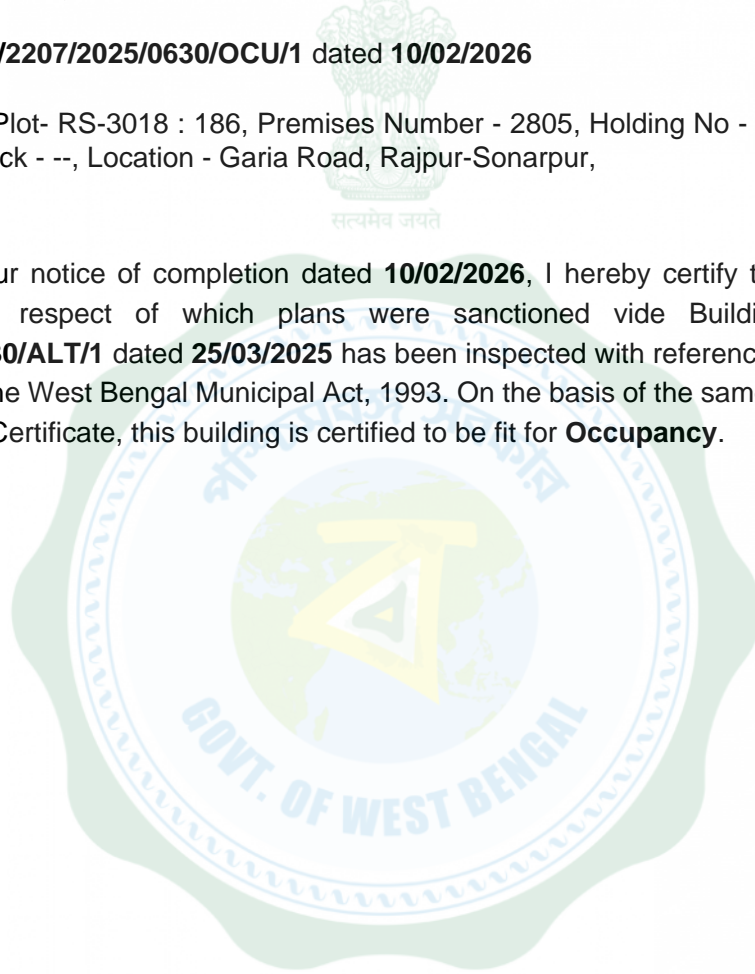 /2207/2025/0630/OCU/1 dated 10/02/2026
Plot- RS-3018 : 186, Premises Number - 2805, Holding No -
ck - --, Location - Garia Road, Rajpur-Sonarpur,
सत्यमेव जयते
ur notice of completion dated 10/02/2026, I hereby certify t
respect of which plans were sanctioned vide Buildi
30/ALT/1 dated 25/03/2025 has been inspected with referenc
he West Bengal Municipal Act, 1993. On the basis of the sam
Certificate, this building is certified to be fit for Occupancy.
পশ্চিমবঙ্গ সরকার
ব
GOVT. OF WEST BENGAL